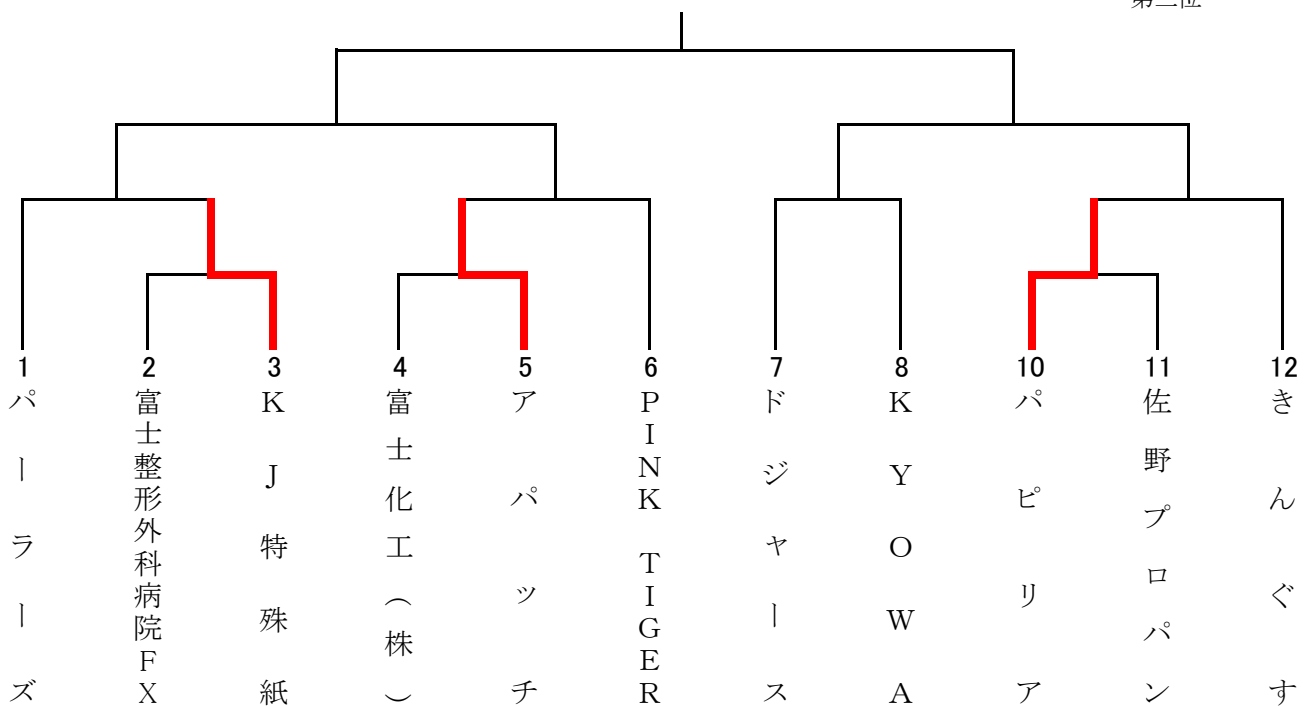 第三位
1 2 3 4 5 6 7 8 10 11 12
パーラーズ
富士整形外科病院FX
KJ特殊紙
富士化工(株)
アパッチ
PINK TIGER
ドジャース
KYOWA
パピリア
佐野プロパン
きんぐす